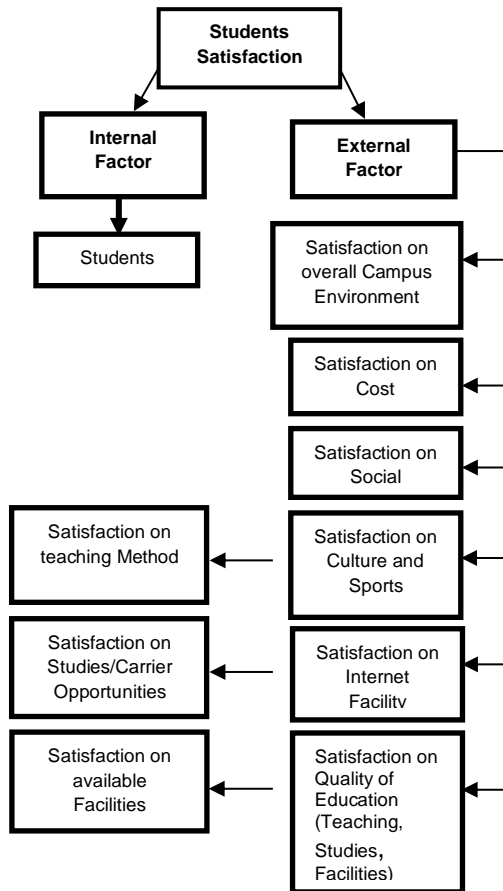 Students
Satisfaction
Internal
Factor
External
Factor
Students
Satisfaction on
overall Campus
Environment
Satisfaction on
Cost
Satisfaction on
Social
Satisfaction on
teaching Method
Satisfaction on
Culture and
Sports
Satisfaction on
Studies/Carrier
Opportunities
Satisfaction on
Internet
Facility
Satisfaction on
available
Facilities
Satisfaction on
Quality of
Education
(Teaching,
Studies,
Facilities)